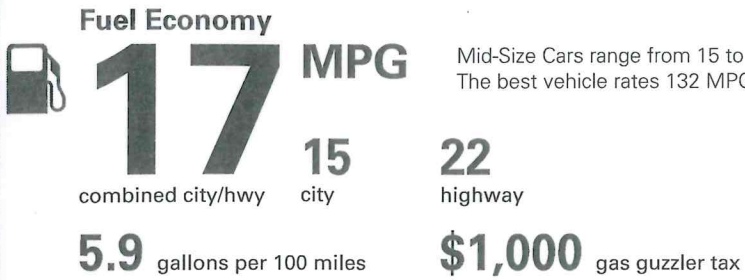 Fuel Economy
17 MPG
Mid-Size Cars range from 15 to
The best vehicle rates 132 MPG
15 22
combined city/hwy city highway
5.9 gallons per 100 miles $1,000 gas guzzler tax